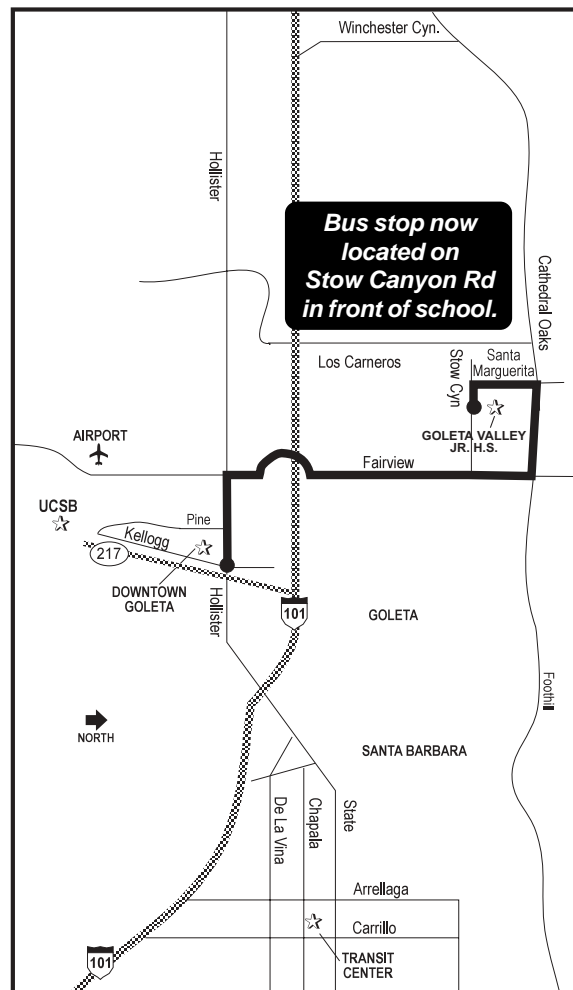 Winchester Cyn.
Hollister
Bus stop now
located on
Stow Canyon Rd
in front of school.
Cathedral Oaks
Los Carneros
Stow Cyn
Santa
Marguerita
GOLETA VALLEY
JR. H.S.
AIRPORT
Fairview
UCSB
Pine
Kellogg
217
DOWNTOWN
GOLETA
Hollister
101
GOLETA
Foothill
NORTH
SANTA BARBARA
De La Vina
Chapala
State
Arrellaga
Carrillo
TRANSIT
CENTER
101